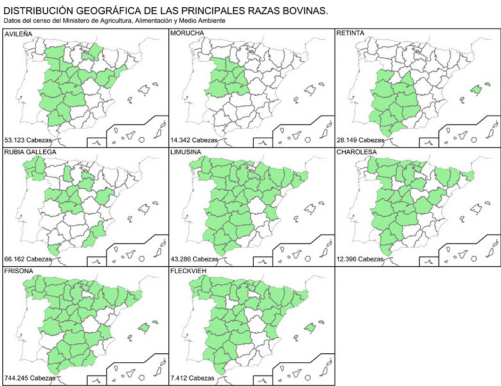 DISTRIBUCIÓN GEOGRÁFICA DE LAS PRINCIPALES RAZAS BOVINAS.
Datos del censo del Ministerio de Agricultura, Alimentación y Medio Ambiente
AVILEÑA
53.123 Cabezas
MORUCHA
14.342 Cabezas
RETINTA
28.149 Cabezas
RUBIA GALLEGA
66.162 Cabezas
LIMUSINA
43.286 Cabezas
CHAROLESA
12.396 Cabezas
FRISONA
744.245 Cabezas
FLECKVIEH
7.412 Cabezas